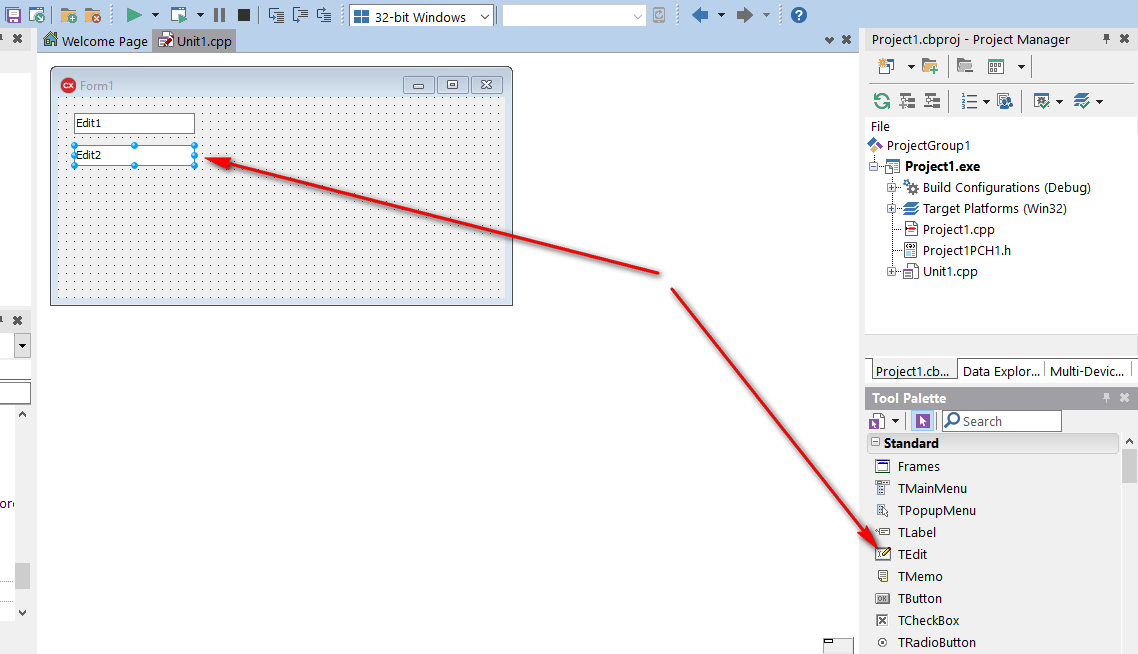 32-bit Windows
Welcome Page
Unit1.cpp
CX Form1
Edit1
Edit2
Project1.cbproj - Project Manager
File
ProjectGroup1
Project1.exe
Build Configurations (Debug)
Target Platforms (Win32)
Project1.cpp
Project1PCH1.h
Unit1.cpp
Project1.cb... Data Explor... Multi-Devic...
Tool Palette
Search
Standard
Frames
TMainMenu
TPopupMenu
TLabel
TEdit
TMemo
OK TButton
TCheckBox
TRadioButton